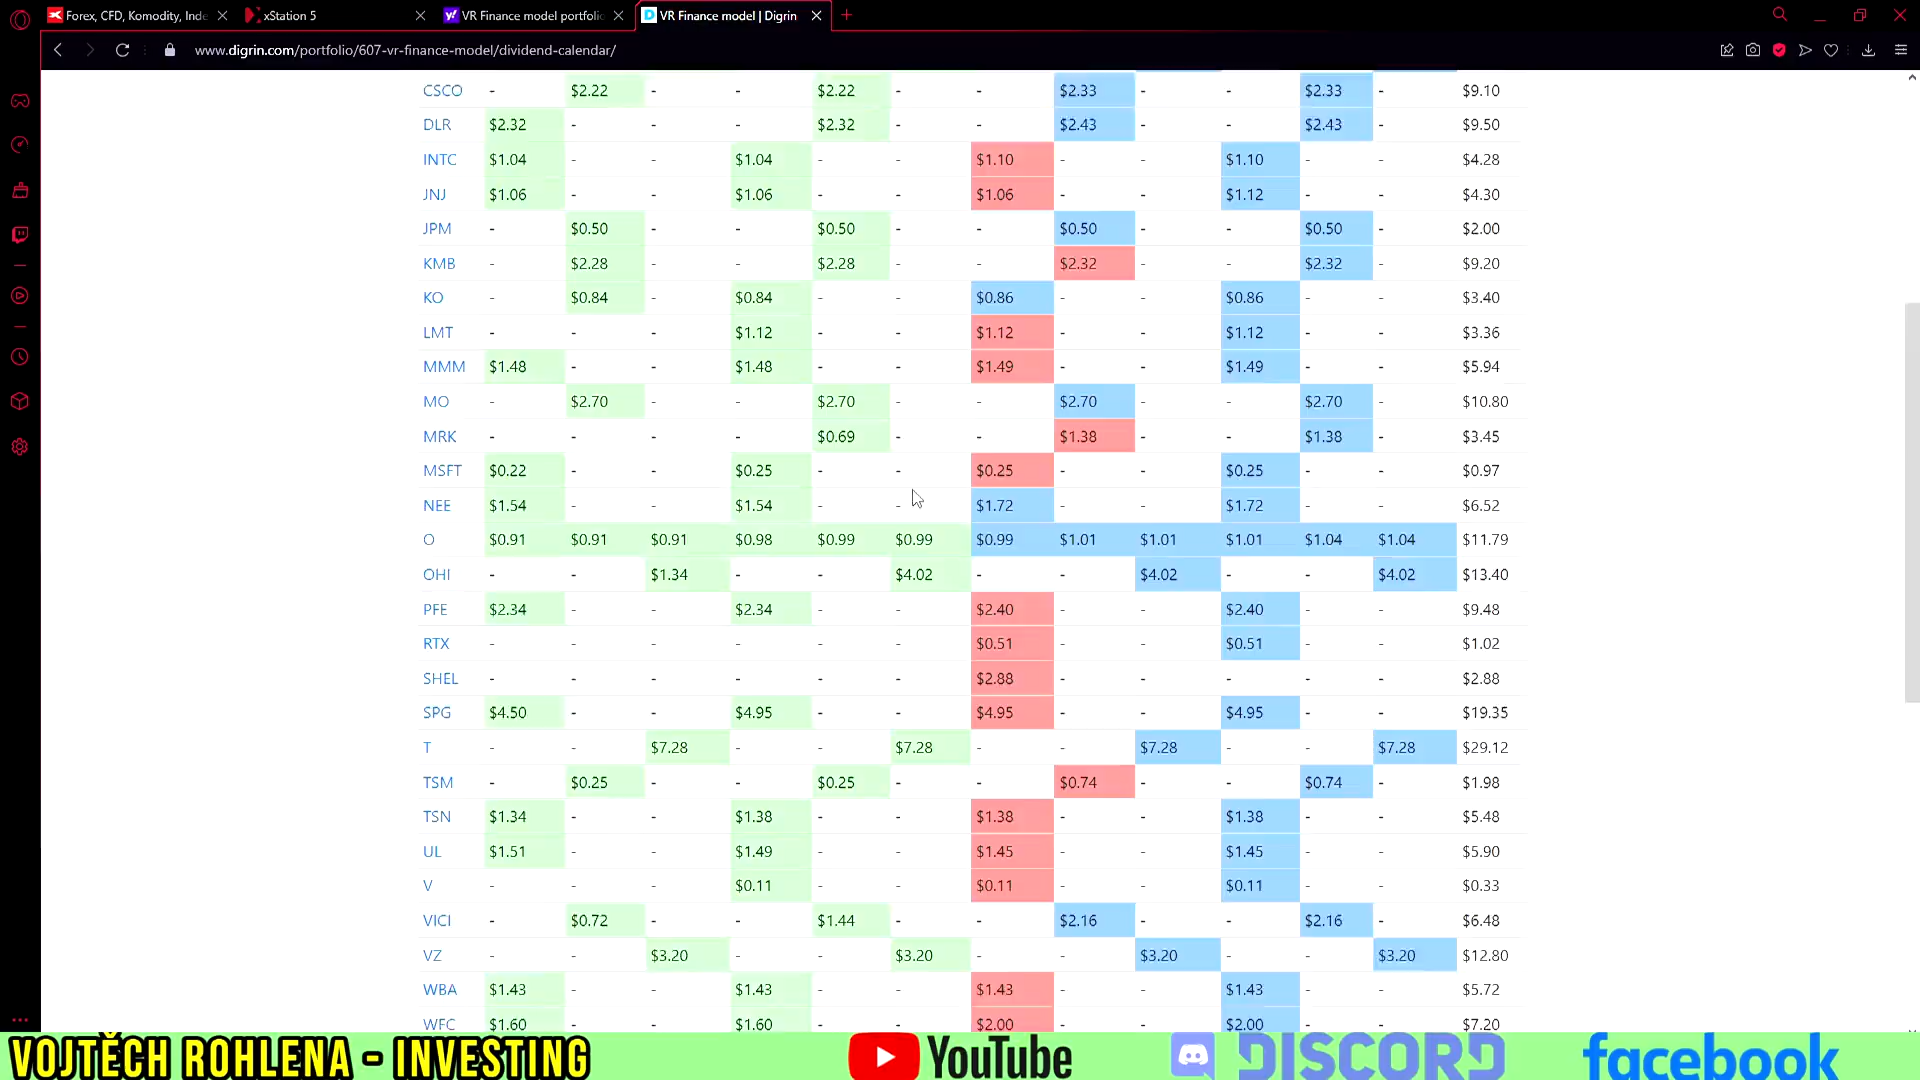 Forex, CFD, Komodity, Inde
xStation 5
VR Finance model portfolio
VR Finance model | Digrin
www.digrin.com/portfolio/607-vr-finance-model/dividend-calendar/
CSCO - $2.22 - - $2.22 - - $2.33 - - $2.33 - $9.10
DLR $2.32 - - - $2.32 - - $2.43 - - $2.43 - $9.50
INTC $1.04 - - $1.04 - - $1.10 - - $1.10 - - $4.28
JNJ $1.06 - - $1.06 - - $1.06 - - $1.12 - - $4.30
JPM - $0.50 - - $0.50 - - $0.50 - - $0.50 - $2.00
KMB - $2.28 - - $2.28 - - $2.32 - - $2.32 - $9.20
KO - $0.84 - $0.84 - - $0.86 - - $0.86 - - $3.40
LMT - - - $1.12 - - $1.12 - - $1.12 - - $3.36
MMM $1.48 - - $1.48 - - $1.49 - - $1.49 - - $5.94
MO - $2.70 - - $2.70 - - $2.70 - - $2.70 - $10.80
MRK - - - - $0.69 - - $1.38 - - $1.38 - $3.45
MSFT $0.22 - - $0.25 - - $0.25 - - $0.25 - - $0.97
NEE $1.54 - - $1.54 - - $1.72 - - $1.72 - - $6.52
O $0.91 $0.91 $0.91 $0.98 $0.99 $0.99 $0.99 $1.01 $1.01 $1.01 $1.04 $1.04 $11.79
OHI - - $1.34 - - $4.02 - - $4.02 - - $4.02 $13.40
PFE $2.34 - - $2.34 - - $2.40 - - $2.40 - - $9.48
RTX - - - - - - $0.51 - - $0.51 - - $1.02
SHEL - - - - - - $2.88 - - - - - $2.88
SPG $4.50 - - $4.95 - - $4.95 - - $4.95 - - $19.35
T - - $7.28 - - $7.28 - - $7.28 - - $7.28 $29.12
TSM - $0.25 - - $0.25 - - $0.74 - - $0.74 - $1.98
TSN $1.34 - - $1.38 - - $1.38 - - $1.38 - - $5.48
UL $1.51 - - $1.49 - - $1.45 - - $1.45 - - $5.90
V - - - $0.11 - - $0.11 - - $0.11 - - $0.33
VICI - $0.72 - - $1.44 - - $2.16 - - $2.16 - $6.48
VZ - - $3.20 - - $3.20 - - $3.20 - - $3.20 $12.80
WBA $1.43 - - $1.43 - - $1.43 - - $1.43 - - $5.72
WFC $1.60 - - $1.60 - - $2.00 - - $2.00 - - $7.20
VOJTĚCH ROHLENA - INVESTING YouTube DISCORD facebook